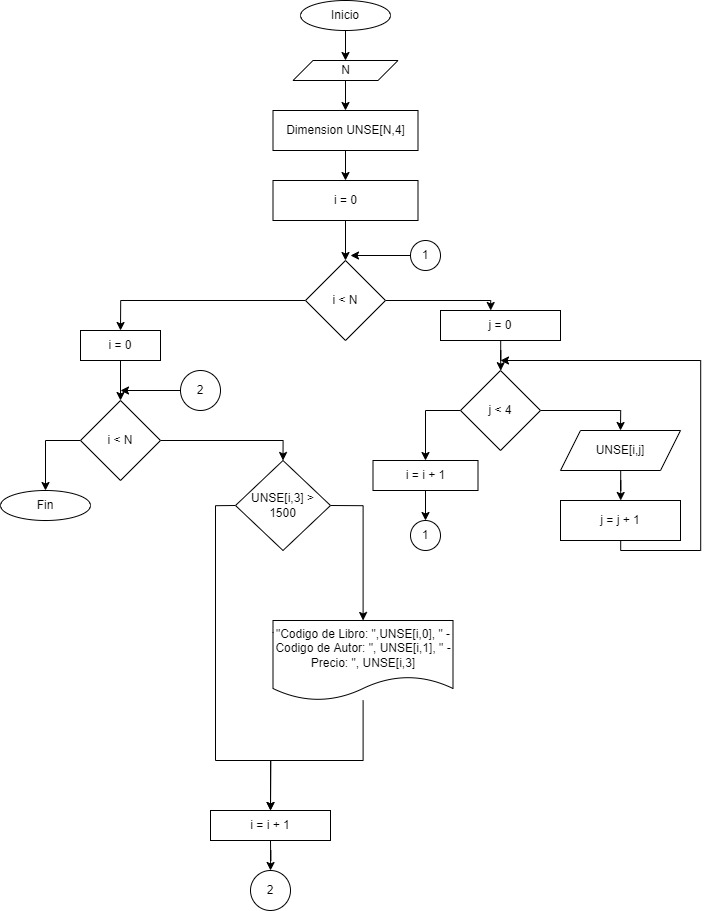 Inicio
N
Dimension UNSE[N,4]
i = 0
1
i < N
j = 0
i = 0
2
j < 4
i < N
UNSE[i,j]
i = i + 1
UNSE[i,3] >
1500
Fin
j = j + 1
1
"Codigo de Libro: ",UNSE[i,0], " -
Codigo de Autor: ", UNSE[i,1], " -
Precio: ", UNSE[i,3]
i = i + 1
2